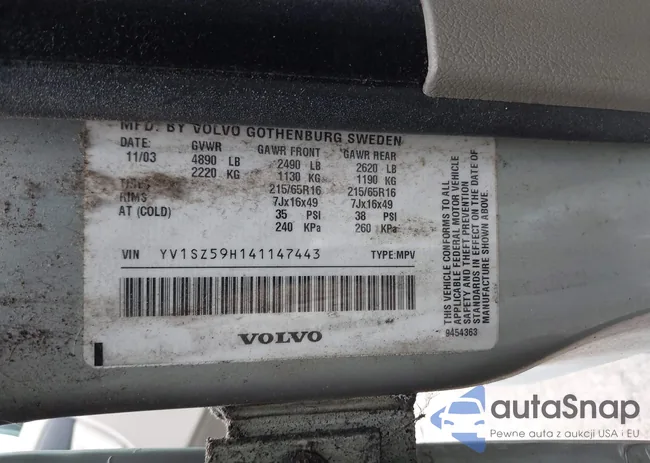 MFD. BY VOLVO GOTHENBURG SWEDEN
DATE: GVWR GAWR FRONT GAWR REAR
11/03 4890 LB 2490 LB 2620 LB
2220 KG 1130 KG 1190 KG
TIRES 215/65R16 215/65R16
RIMS 7Jx16x49 7Jx16x49
AT (COLD) 35 PSI 38 PSI
240 KPa 260 KPa
VIN YV1SZ59H141147443 TYPE:MPV
VOLVO
THIS VEHICLE CONFORMS TO ALL
APPLICABLE FEDERAL MOTOR VEHICLE
SAFETY AND THEFT PREVENTION
STANDARDS IN EFFECT ON THE DATE OF
MANUFACTURE SHOWN ABOVE.
9454363
autaSnap
Pewne auta z aukcji USA i EU